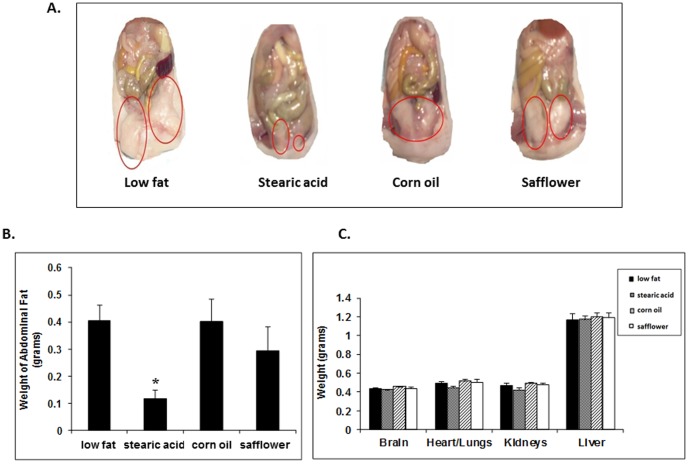 A.
Low fat
Stearic acid
Corn oil
Safflower
B.
Weight of Abdominal Fat
(grams)
0.6
0.5
0.4
0.3
0.2
0.1
0
*
low fat
stearic acid
corn oil
safflower
C.
Weight (grams)
1.4
1.2
1
0.8
0.6
0.4
0.2
0
low fat
stearic acid
corn oil
safflower
Brain
Heart/Lungs
Kidneys
Liver